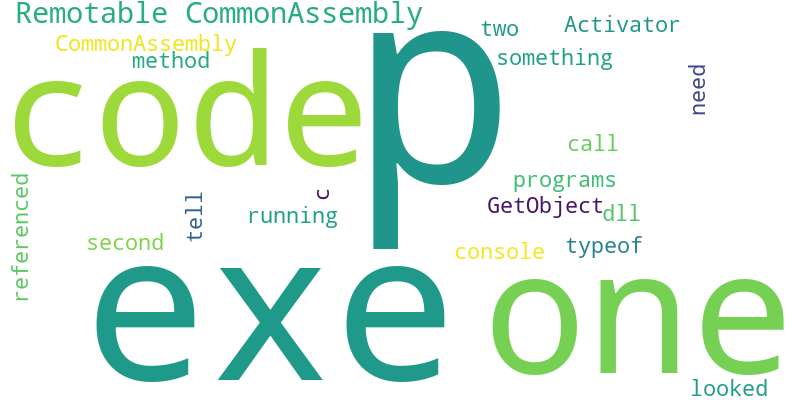 Remotable CommonAssembly
two
Activator
CommonAssembly
method
something
code
p
need
call
programs
referenced
tell
c
running
GetObject
dll
second
console
typeof
exe
one
looked